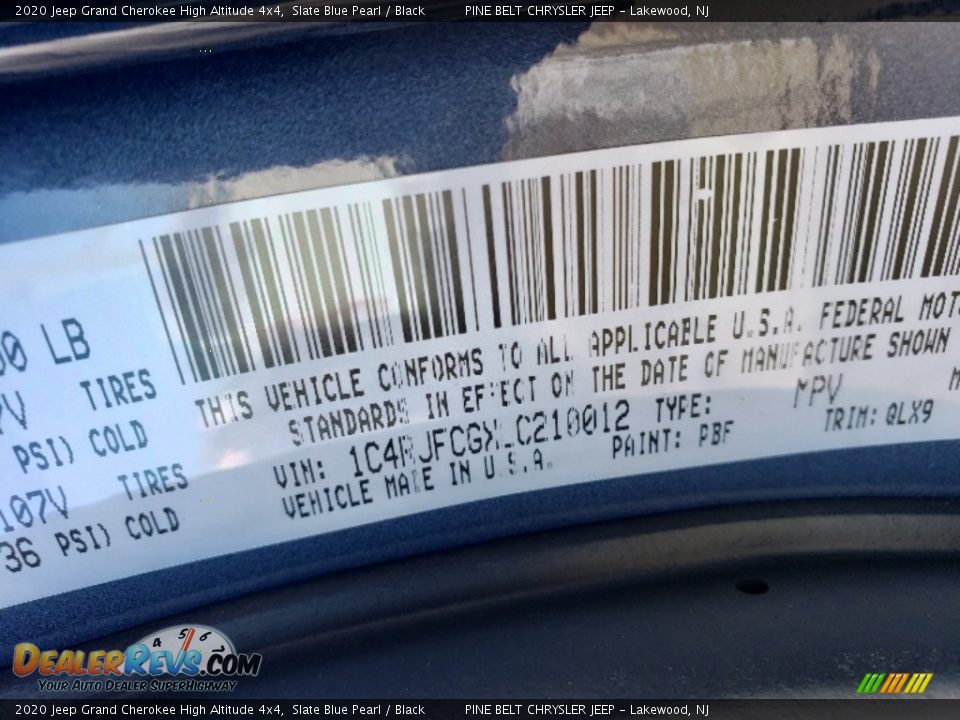 2020 Jeep Grand Cherokee High Altitude 4x4, Slate Blue Pearl / Black PINE BELT CHRYSLER JEEP – Lakewood, NJ
LB
TIRES
PSI) COLD
107V TIRES
36 PSI) COLD
THIS VEHICLE CONFORMS TO ALL APPLICABLE U.S.A. FEDERAL MOT
STANDARDS IN EFFECT ON THE DATE OF MANUFACTURE SHOWN
VIN: TYPE: MPV
VEHICLE MADE IN U.S.A. PAINT: PBF TRIM: QLX9
4 5 6
DEALERREVS.COM
YOUR AUTO DEALER SUPERHIGHWAY
2020 Jeep Grand Cherokee High Altitude 4x4, Slate Blue Pearl / Black PINE BELT CHRYSLER JEEP – Lakewood, NJ